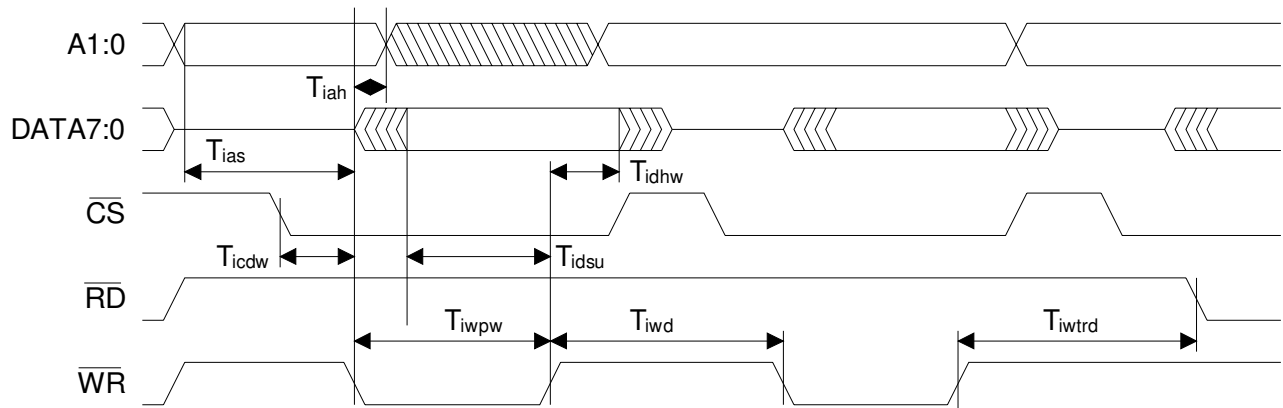 A1:0
Tiah
DATA7:0
Tias
Tidhw
CS
Ticdw
Tidsu
RD
Tiwpw
Tiwd
Tiwtrd
WR